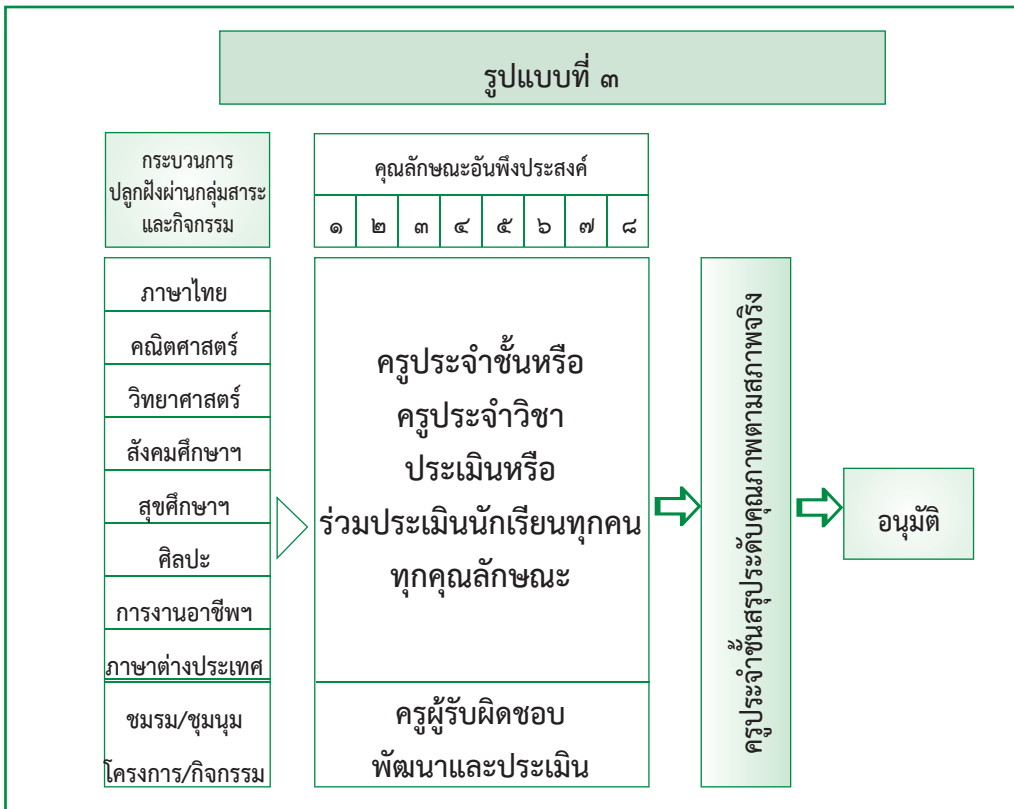 รูปแบบที่ ๓
กระบวนการ
ปลูกฝังผ่านกลุ่มสาระ
และกิจกรรม
คุณลักษณะอันพึงประสงค์
๑ ๒ ๓ ๔ ๕ ๖ ๗ ๘
ภาษาไทย
คณิตศาสตร์
วิทยาศาสตร์
สังคมศึกษาฯ
สุขศึกษาฯ
ศิลปะ
การงานอาชีพฯ
ภาษาต่างประเทศ
ชมรม/ชุมนุม
โครงการ/กิจกรรม
ครูประจำชั้นหรือ
ครูประจำวิชา
ประเมินหรือ
ร่วมประเมินนักเรียนทุกคน
ทุกคุณลักษณะ
ครูผู้รับผิดชอบ
พัฒนาและประเมิน
ครูประจำชั้นสรุประดับคุณภาพตามสภาพจริง
อนุมัติ